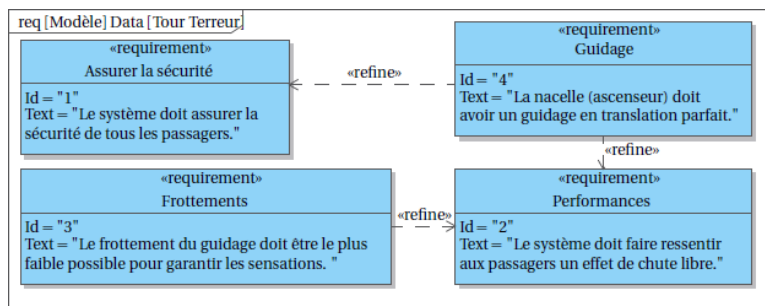 req [Modèle] Data [Tour Terreur]
«requirement»
Assurer la sécurité
Id = "1"
Text = "Le système doit assurer la
sécurité de tous les passagers."
«refine»
«requirement»
Guidage
Id = "4"
Text = "La nacelle (ascenseur) doit
avoir un guidage en translation parfait."
«refine»
«requirement»
Frottements
Id = "3"
Text = "Le frottement du guidage doit être le plus
faible possible pour garantir les sensations. "
«refine»
«requirement»
Performances
Id = "2"
Text = "Le système doit faire ressentir
aux passagers un effet de chute libre."